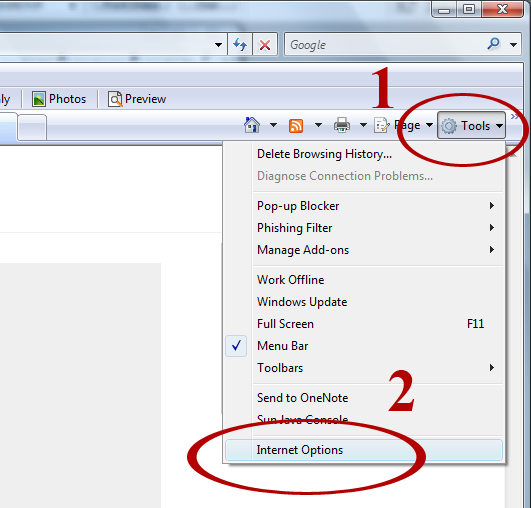 Google
ly Photos Preview
1
Page Tools
Delete Browsing History...
Diagnose Connection Problems...
Pop-up Blocker
Phishing Filter
Manage Add-ons
Work Offline
Windows Update
Full Screen F11
Menu Bar
Toolbars
Send to OneNote
2
Sun Java Console
Internet Options